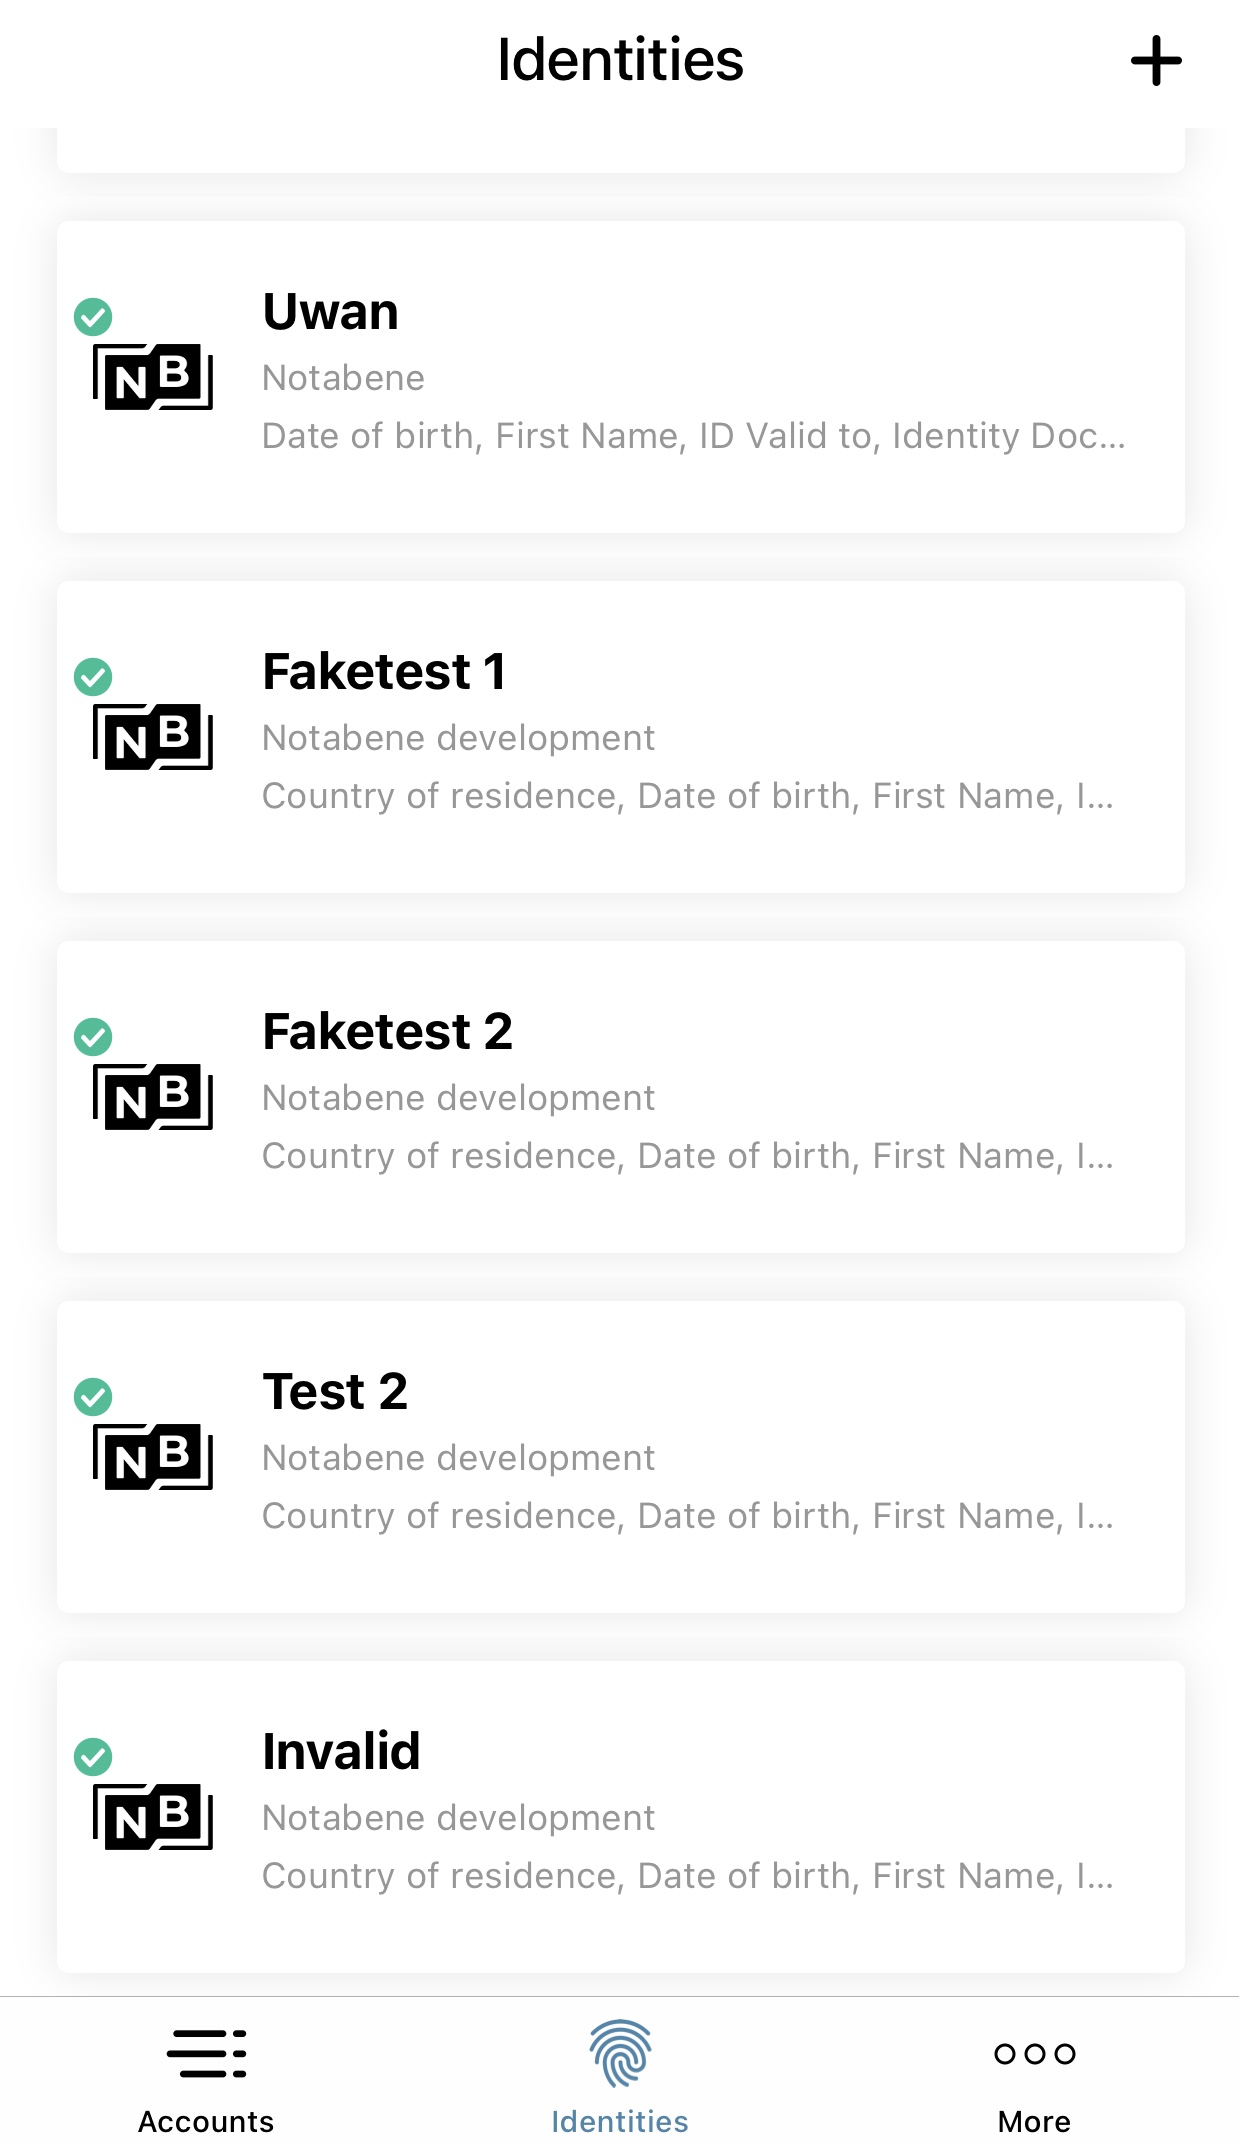 Identities
Uwan
NB
Notabene
Date of birth, First Name, ID Valid to, Identity Doc...
Faketest 1
NB
Notabene development
Country of residence, Date of birth, First Name, I...
Faketest 2
NB
Notabene development
Country of residence, Date of birth, First Name, I...
Test 2
NB
Notabene development
Country of residence, Date of birth, First Name, I...
Invalid
NB
Notabene development
Country of residence, Date of birth, First Name, I...
Accounts
Identities
More